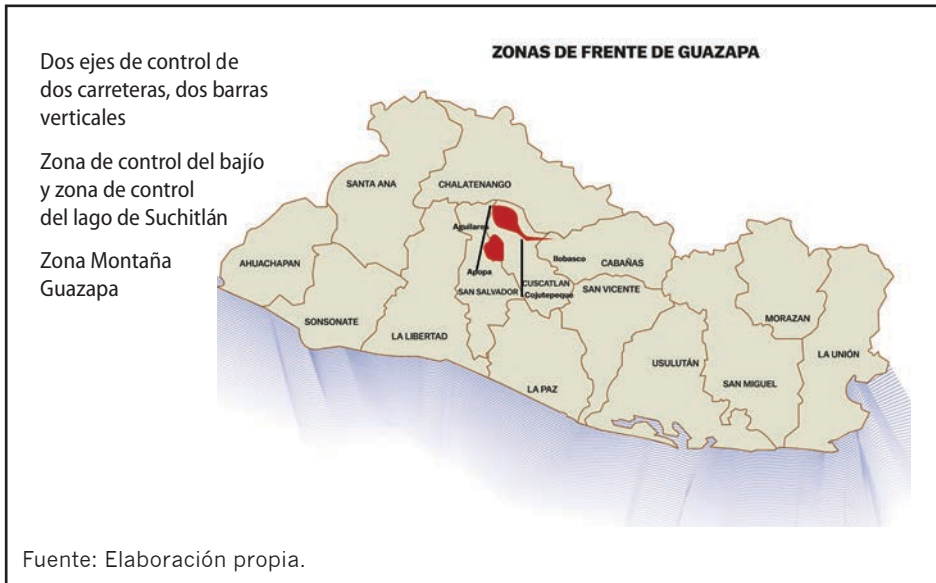 ZONAS DE FRENTE DE GUAZAPA
Dos ejes de control de
dos carreteras, dos barras
verticales
Zona de control del bajío
y zona de control
del lago de Suchitlán
Zona Montaña
Guazapa
SANTA ANA
CHALATENANGO
Aguilares
Ilobasco
CABAÑAS
AHUACHAPAN
Apopa
SAN SALVADOR
CUSCATLAN
Cojutepeque
SAN VICENTE
SONSONATE
LA LIBERTAD
MORAZAN
LA UNIÓN
USULUTÁN
SAN MIGUEL
LA PAZ
Fuente: Elaboración propia.